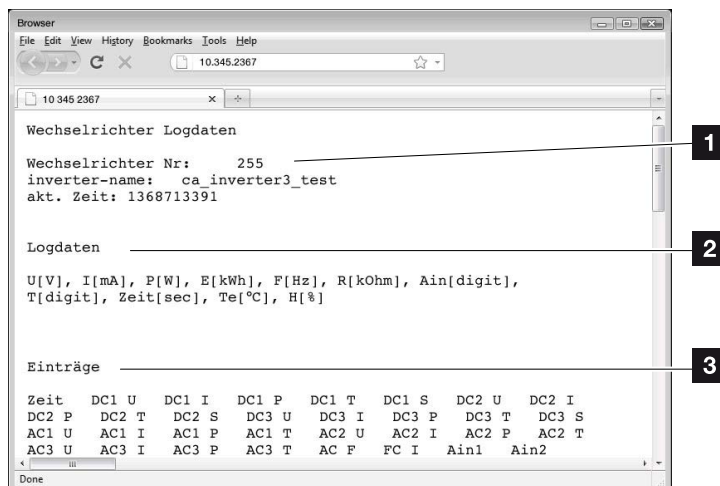 Browser
File Edit View History Bookmarks Tools Help
10.345.2367
10 345 2367
Wechselrichter Logdaten
Wechselrichter Nr: 255
inverter-name: ca_inverter3_test
akt. Zeit: 1368713391
1
Logdaten
2
U[V], I[mA], P[W], E[kWh], F[Hz], R[kOhm], Ain[digit],
T[digit], Zeit[sec], Te[°C], H[%]
Einträge
3
Zeit DC1 U DC1 I DC1 P DC1 T DC1 S DC2 U DC2 I
DC2 P DC2 T DC2 S DC3 U DC3 I DC3 P DC3 T DC3 S
AC1 U AC1 I AC1 P AC1 T AC2 U AC2 I AC2 P AC2 T
AC3 U AC3 I AC3 P AC3 T AC F FC I Ain1 Ain2
Done